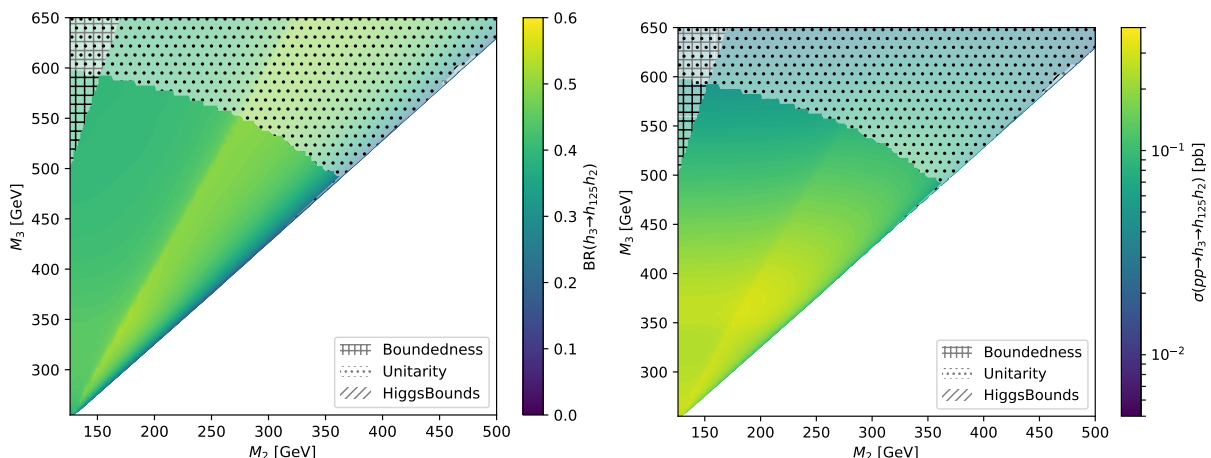 650
600
550
500
450
400
350
300
M₃ [GeV]
150 200 250 300 350 400 450 500
M₂ [GeV]
Boundedness
Unitarity
HiggsBounds
0.6
0.5
0.4
0.3
0.2
0.1
0.0
BR(h₃→h₁₂₅h₂)
650
600
550
500
450
400
350
300
M₃ [GeV]
150 200 250 300 350 400 450 500
M₂ [GeV]
Boundedness
Unitarity
HiggsBounds
10⁻¹
10⁻²
σ(pp→h₃→h₁₂₅h₂) [pb]